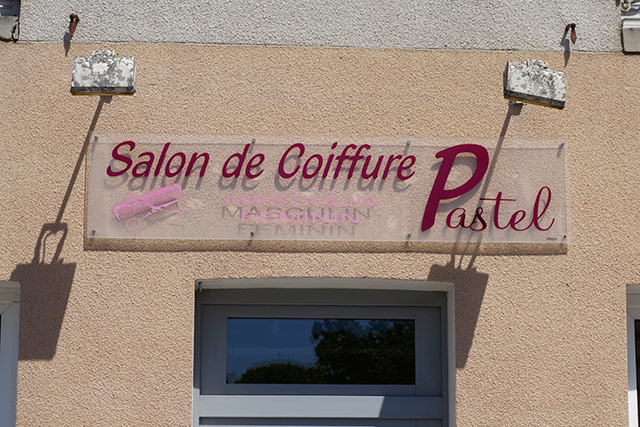 Salon de Coiffure
Pastel
MASCULIN
FEMININ